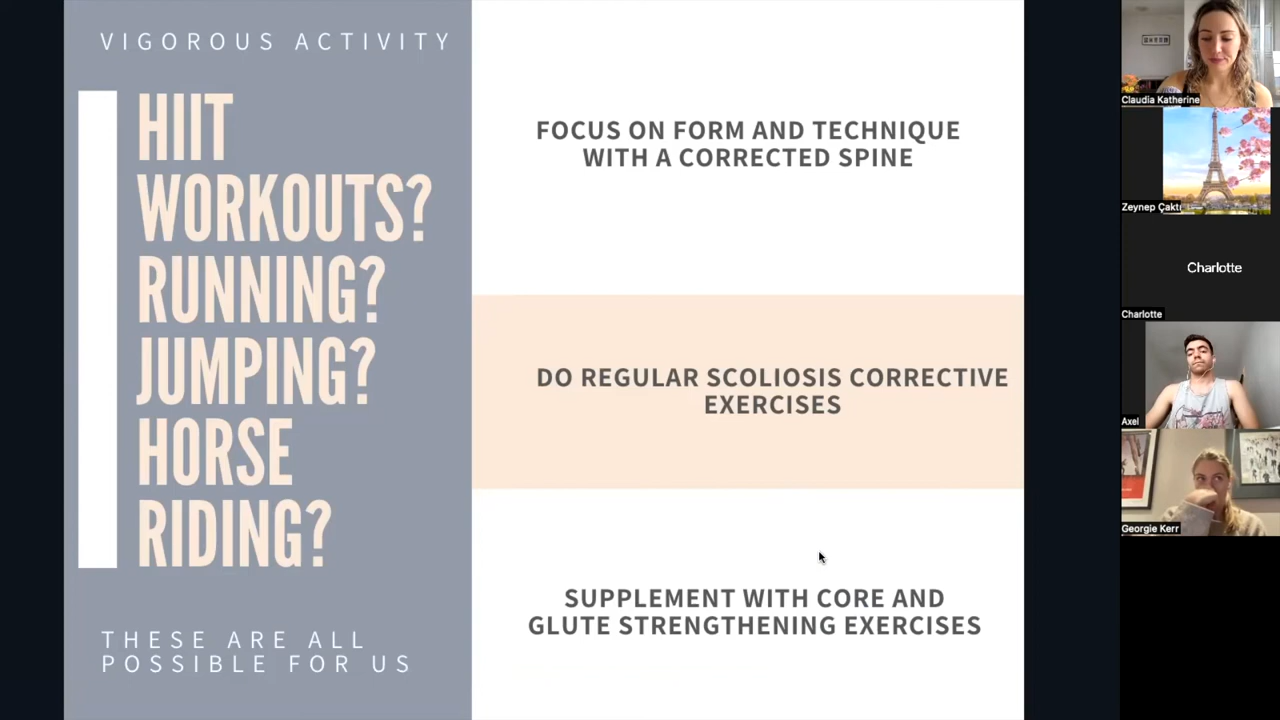 VIGOROUS ACTIVITY
HIIT
WORKOUTS?
RUNNING?
JUMPING?
HORSE
RIDING?
THESE ARE ALL
POSSIBLE FOR US
FOCUS ON FORM AND TECHNIQUE
WITH A CORRECTED SPINE
DO REGULAR SCOLIOSIS CORRECTIVE
EXERCISES
SUPPLEMENT WITH CORE AND
GLUTE STRENGTHENING EXERCISES
Claudia Katherine
Zeynep Çaktı
Charlotte
Charlotte
Axel
Georgie Kerr